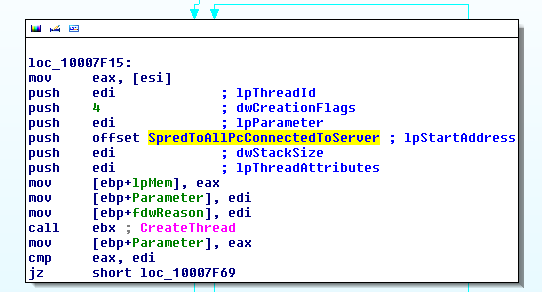 loc_10007F15:
mov eax, [esi]
push edi ; lpThreadId
push 4 ; dwCreationFlags
push edi ; lpParameter
push offset SpredToAllPcConnectedToServer ; lpStartAddress
push edi ; dwStackSize
push edi ; lpThreadAttributes
mov [ebp+lpMem], eax
mov [ebp+Parameter], edi
mov [ebp+fdwReason], edi
call ebx ; CreateThread
mov [ebp+Parameter], eax
cmp eax, edi
jz short loc_10007F69